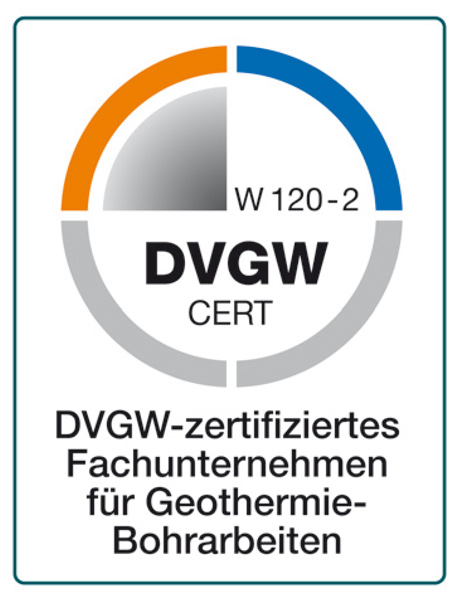 W 120-2
DVGW
CERT
DVGW-zertifiziertes
Fachunternehmen
für Geothermie-
Bohrarbeiten